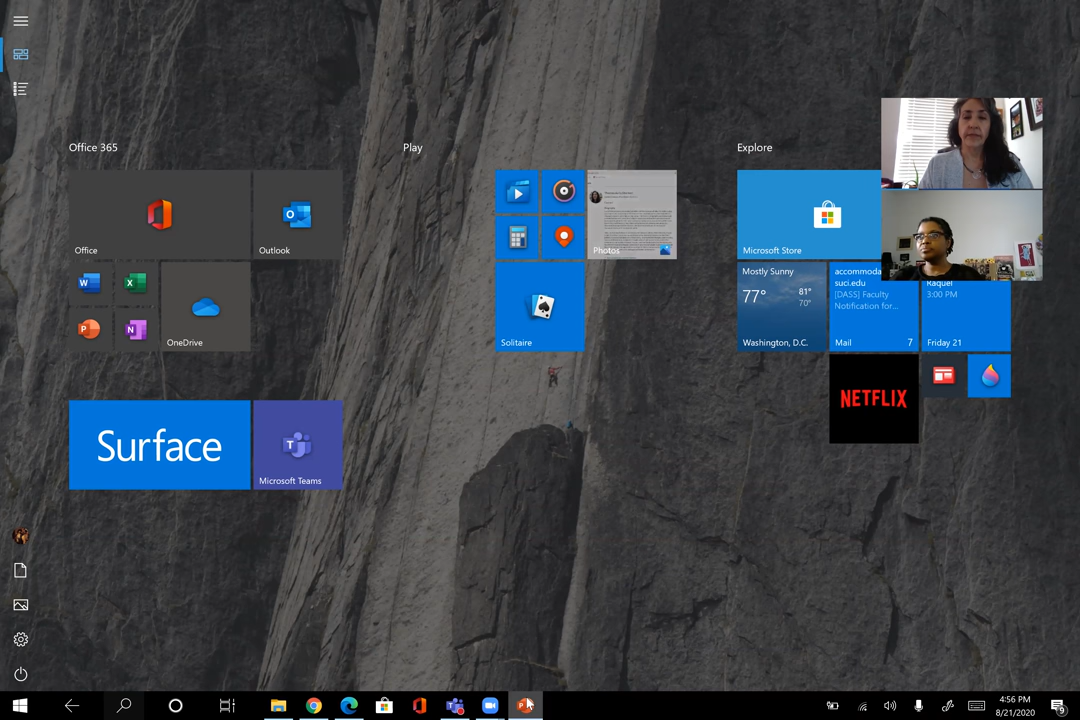 Office 365
Play
Explore
Office
Outlook
OneDrive
Surface
Microsoft Teams
Photos
Solitaire
Microsoft Store
Mostly Sunny
77°
81°
70°
Washington, D.C.
accommoda
suci.edu
[DASS] Faculty
Notification for...
Mail 7
Raquel
3:00 PM
Friday 21
NETFLIX
4:56 PM
8/21/2020
9